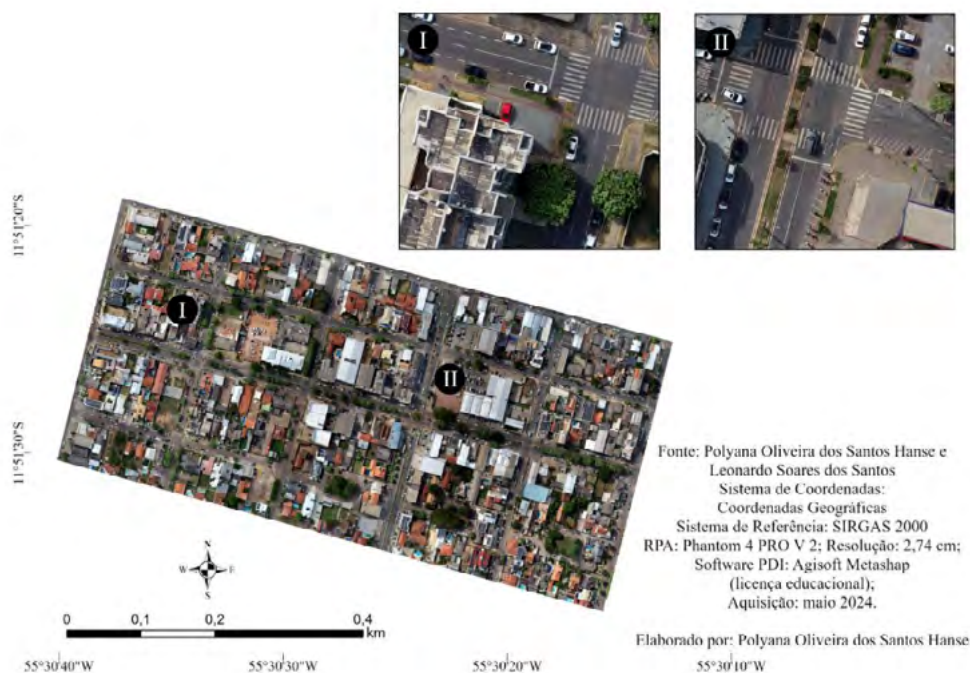 I
II
11°51'20"S
I
II
11°51'30"S
Fonte: Polyana Oliveira dos Santos Hanse e
Leonardo Soares dos Santos
Sistema de Coordenadas:
Coordenadas Geográficas
Sistema de Referência: SIRGAS 2000
RPA: Phantom 4 PRO V 2; Resolução: 2,74 cm;
Software PDI: Agisoft Metashap
(licença educacional);
Aquisição: maio 2024.
N
W E
S
0 0,1 0,2 0,4
km
Elaborado por: Polyana Oliveira dos Santos Hanse
55°30'40"W 55°30'30"W 55°30'20"W 55°30'10"W